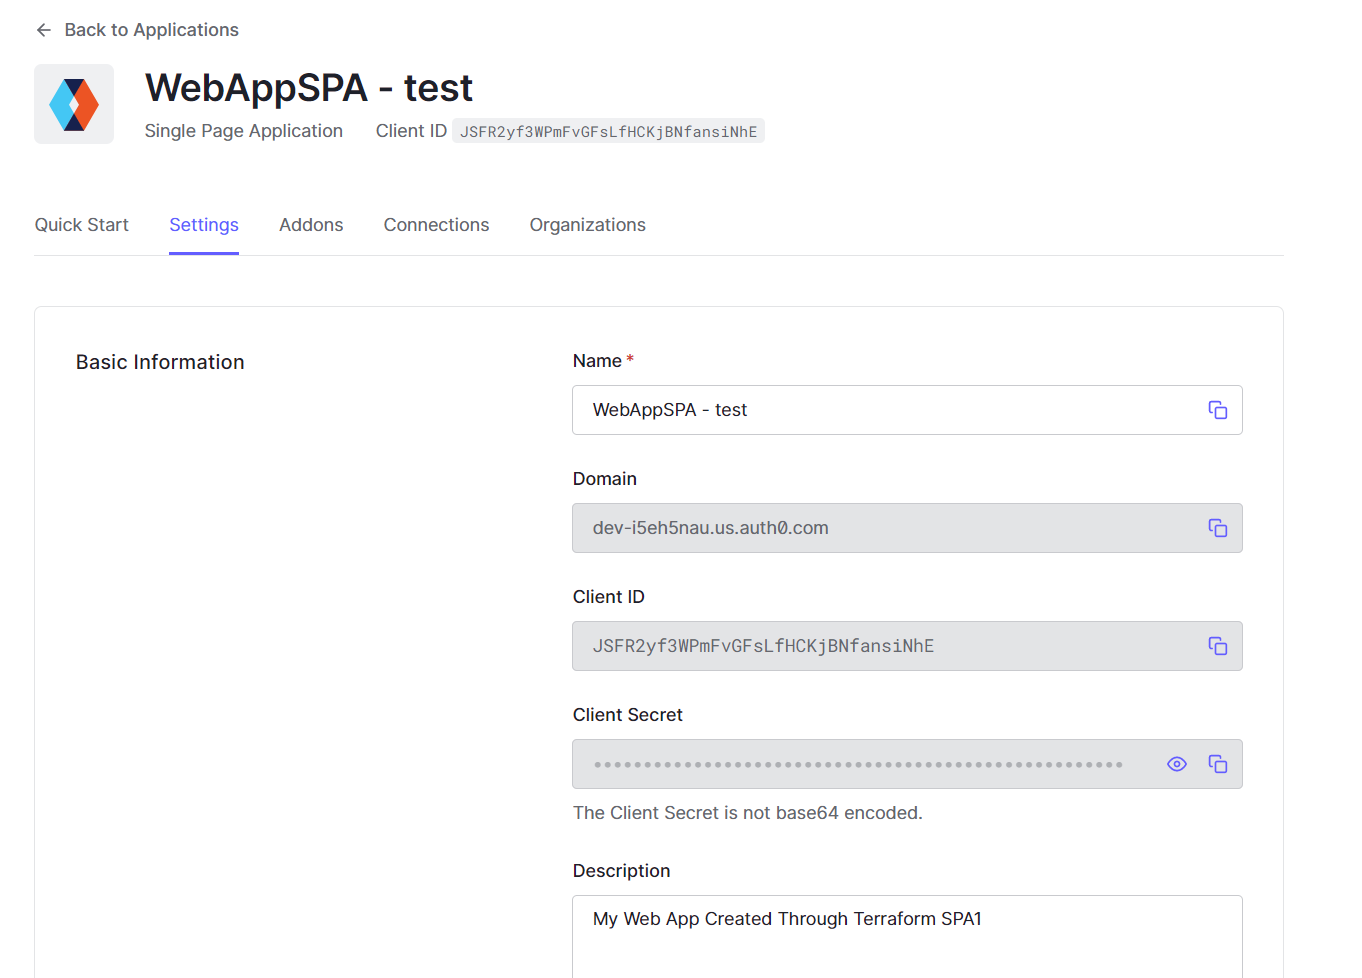 Back to Applications
WebAppSPA - test
Single Page Application Client ID JSFR2yf3WPmFvGFsLfHCKjBNfansiNhE
Quick Start Settings Addons Connections Organizations
Basic Information
Name *
WebAppSPA - test
Domain
dev-i5eh5nau.us.auth0.com
Client ID
JSFR2yf3WPmFvGFsLfHCKjBNfansiNhE
Client Secret
•••••••••••••••••••••••••••••••••••••••••••••••••••••
The Client Secret is not base64 encoded.
Description
My Web App Created Through Terraform SPA1